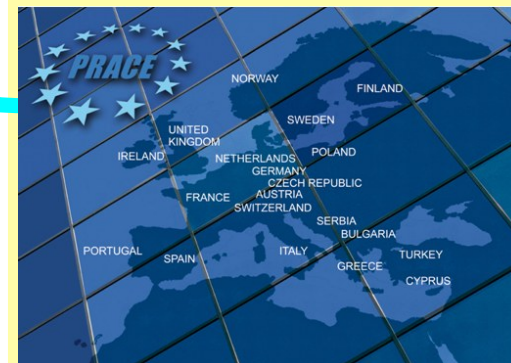 PRACE
NORWAY
FINLAND
SWEDEN
UNITED
KINGDOM
IRELAND
NETHERLANDS
POLAND
GERMANY
CZECH REPUBLIC
FRANCE
AUSTRIA
SWITZERLAND
SERBIA
BULGARIA
PORTUGAL
SPAIN
ITALY
TURKEY
GREECE
CYPRUS